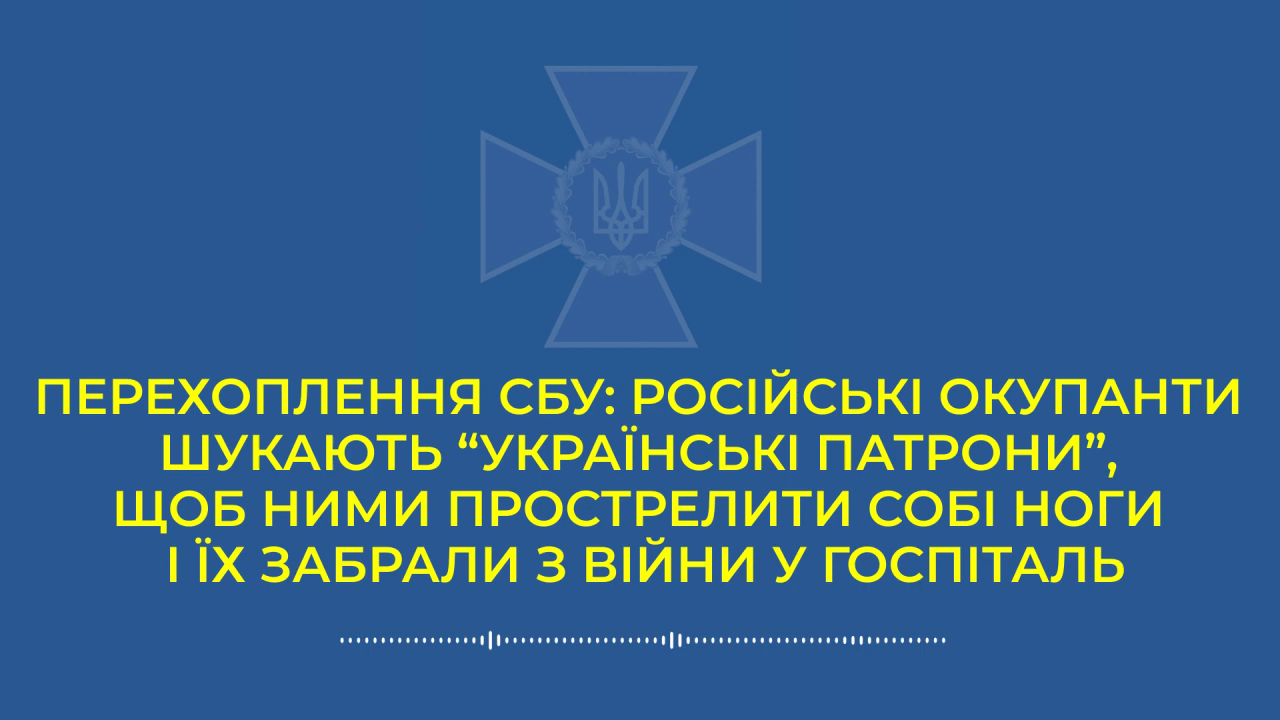 ПЕРЕХОПЛЕННЯ СБУ: РОСІЙСЬКІ ОКУПАНТИ
ШУКАЮТЬ “УКРАЇНСЬКІ ПАТРОНИ”,
ЩОБ НИМИ ПРОСТРЕЛИТИ СОБІ НОГИ
І ЇХ ЗАБРАЛИ З ВІЙНИ У ГОСПІТАЛЬ